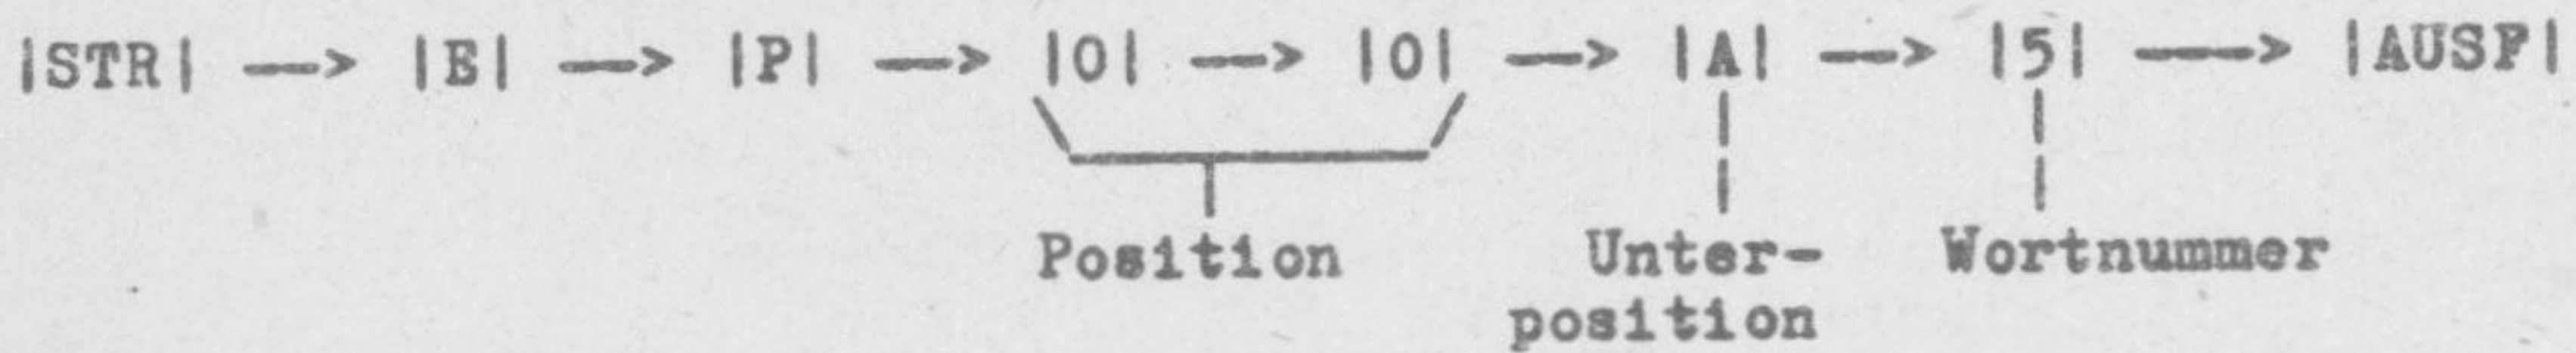 |STR| —> |E| —> |P| —> |0| —> |0| —> |A| —> |5| —> |AUSF|
Position Unter- Wortnummer
position